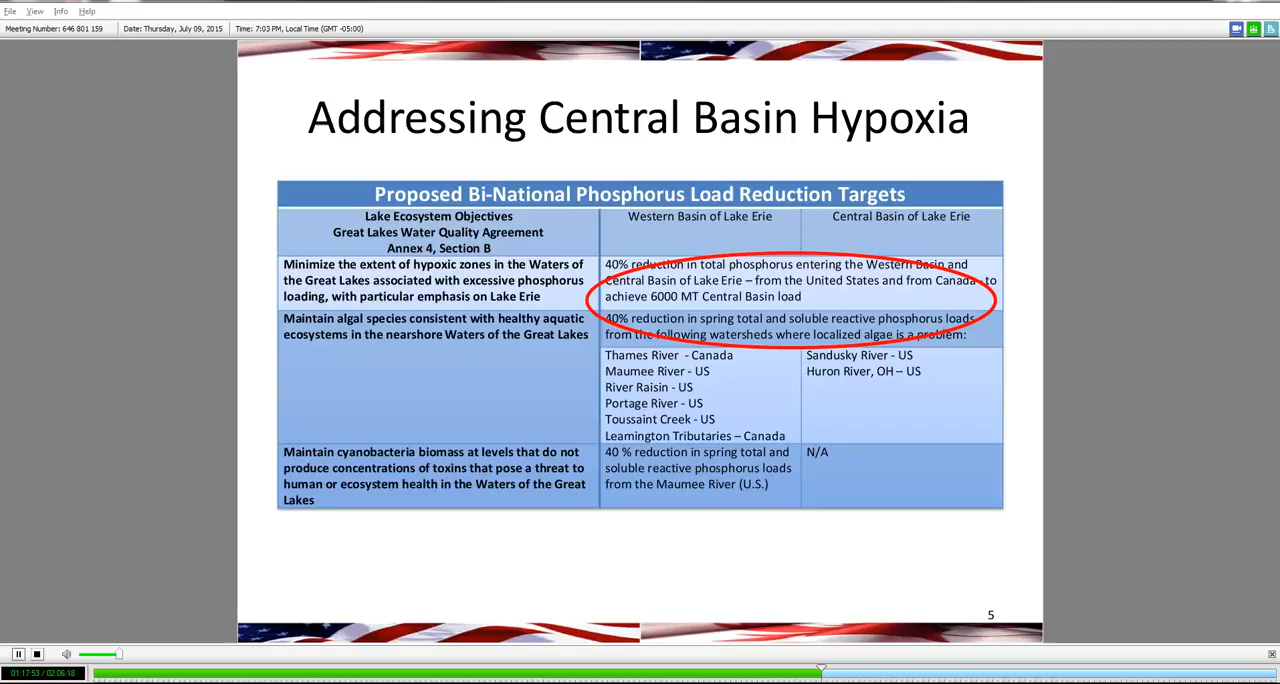 File View Info Help
Meeting Number: 646 801 159 Date: Thursday, July 09, 2015 Time: 7:03 PM, Local Time (GMT -05:00)
Addressing Central Basin Hypoxia
Proposed Bi-National Phosphorus Load Reduction Targets
Lake Ecosystem Objectives
Great Lakes Water Quality Agreement
Annex 4, Section B
Western Basin of Lake Erie
Central Basin of Lake Erie
Minimize the extent of hypoxic zones in the Waters of
the Great Lakes associated with excessive phosphorus
loading, with particular emphasis on Lake Erie
40% reduction in total phosphorus entering the Western Basin and
Central Basin of Lake Erie – from the United States and from Canada - to
achieve 6000 MT Central Basin load
Maintain algal species consistent with healthy aquatic
ecosystems in the nearshore Waters of the Great Lakes
40% reduction in spring total and soluble reactive phosphorus loads
from the following watersheds where localized algae is a problem:
Thames River - Canada
Maumee River - US
River Raisin - US
Portage River - US
Toussaint Creek - US
Leamington Tributaries – Canada
Sandusky River - US
Huron River, OH – US
Maintain cyanobacteria biomass at levels that do not
produce concentrations of toxins that pose a threat to
human or ecosystem health in the Waters of the Great
Lakes
40 % reduction in spring total and
soluble reactive phosphorus loads
from the Maumee River (U.S.)
N/A
5
01:17:53 / 02:06:18